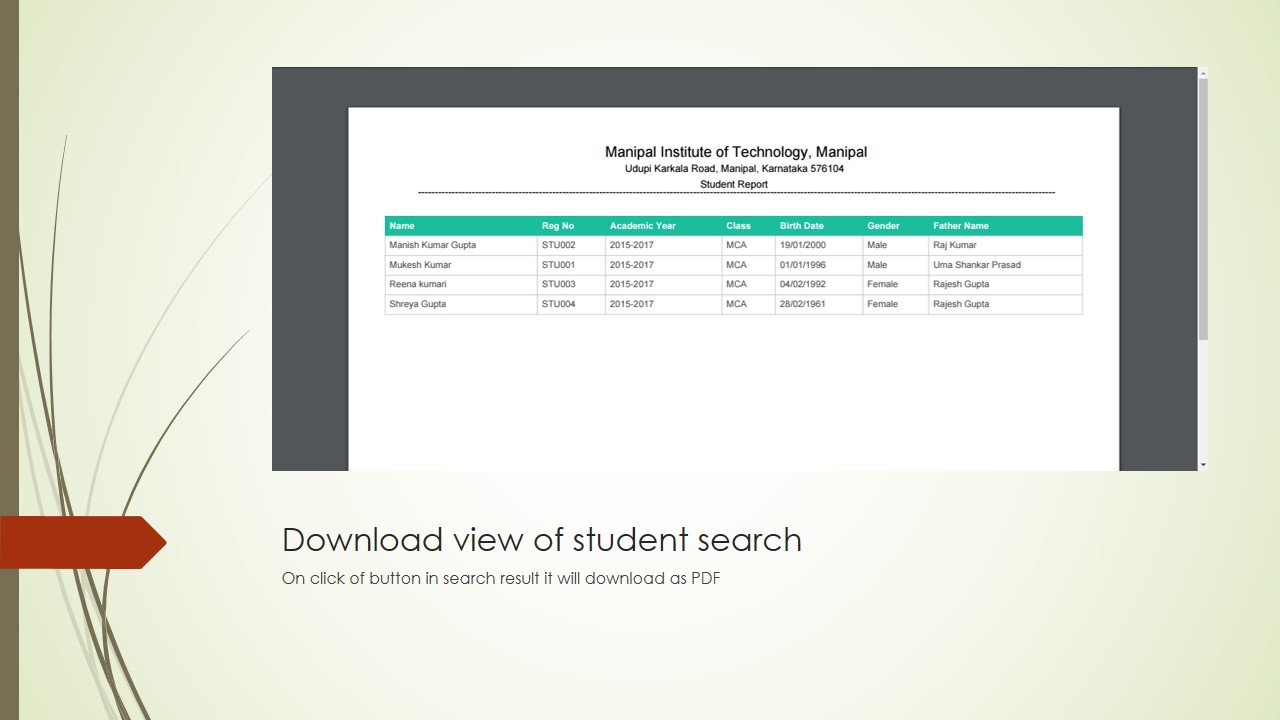 Manipal Institute of Technology, Manipal
Udupi Karkala Road, Manipal, Karnataka 576104
Student Report
Name Reg No Academic Year Class Birth Date Gender Father Name
Manish Kumar Gupta STU002 2015-2017 MCA 19/01/2000 Male Raj Kumar
Mukesh Kumar STU001 2015-2017 MCA 01/01/1996 Male Uma Shankar Prasad
Reena kumari STU003 2015-2017 MCA 04/02/1992 Female Rajesh Gupta
Shreya Gupta STU004 2015-2017 MCA 28/02/1961 Female Rajesh Gupta
Download view of student search
On click of button in search result it will download as PDF